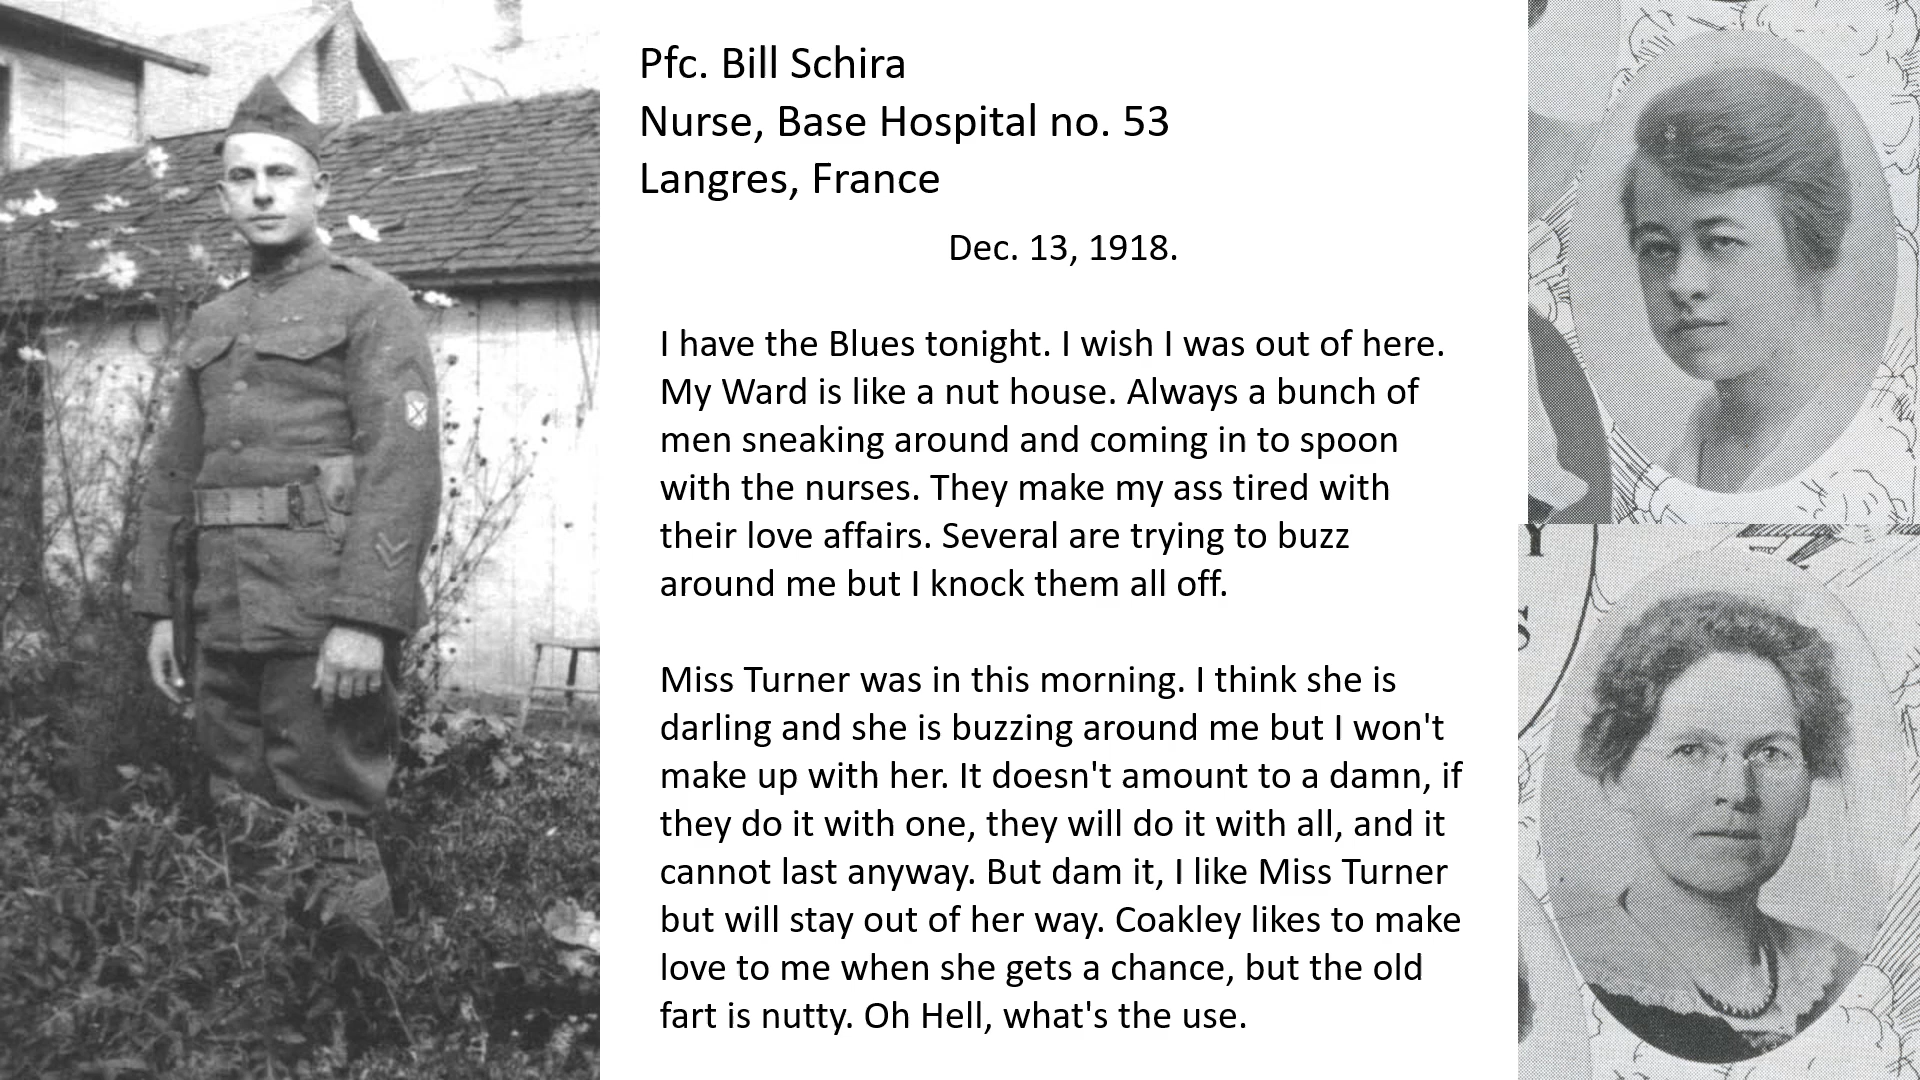 Pfc. Bill Schira
Nurse, Base Hospital no. 53
Langres, France
Dec. 13, 1918.
I have the Blues tonight. I wish I was out of here.
My Ward is like a nut house. Always a bunch of
men sneaking around and coming in to spoon
with the nurses. They make my ass tired with
their love affairs. Several are trying to buzz
around me but I knock them all off.
Miss Turner was in this morning. I think she is
darling and she is buzzing around me but I won't
make up with her. It doesn't amount to a damn, if
they do it with one, they will do it with all, and it
cannot last anyway. But dam it, I like Miss Turner
but will stay out of her way. Coakley likes to make
love to me when she gets a chance, but the old
fart is nutty. Oh Hell, what's the use.
Y
S